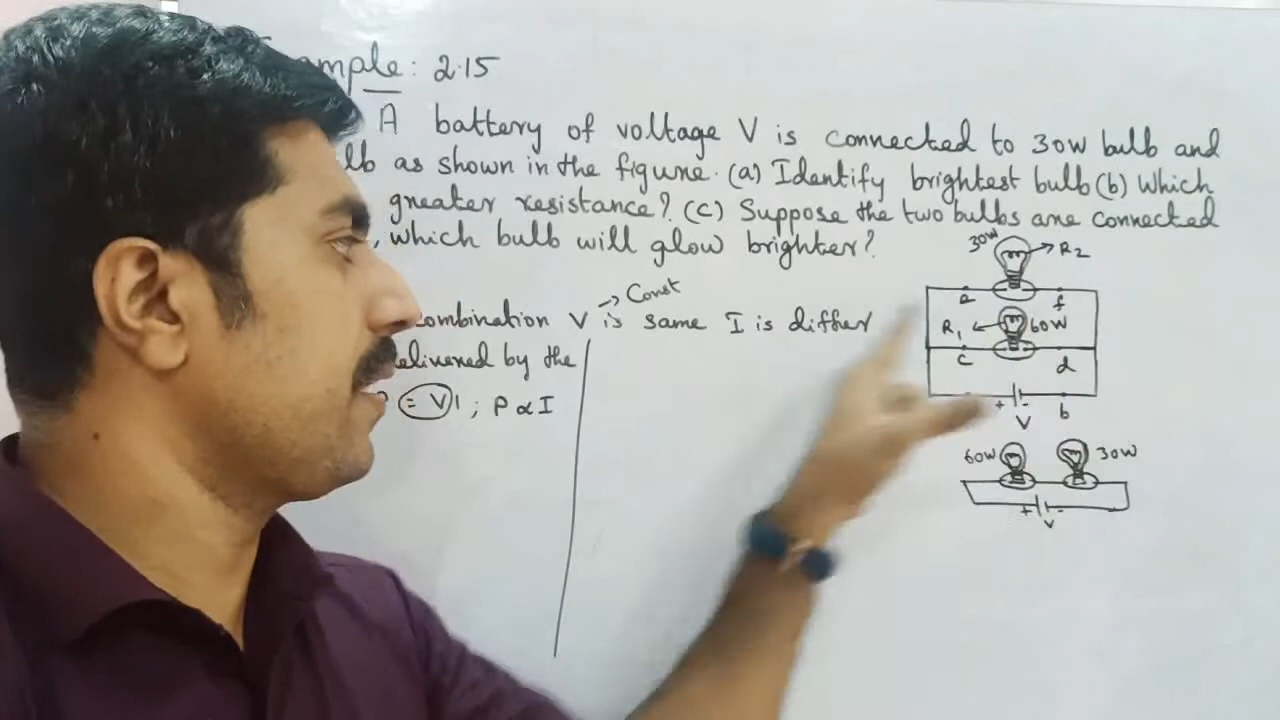 mple: 2.15
A battery of voltage V is connected to 30W bulb and
lb as shown in the figure. (a) Identify brightest bulb (b) Which
greater resistance? (c) Suppose the two bulbs are connected
, which bulb will glow brighter?
30W → R2
→ Const
combination V is same I is differ
a f
R1 ← 60W
elivered by the
c d
P = VI ; P ∝ I
+ - b
V
60W 30W
+ -
V